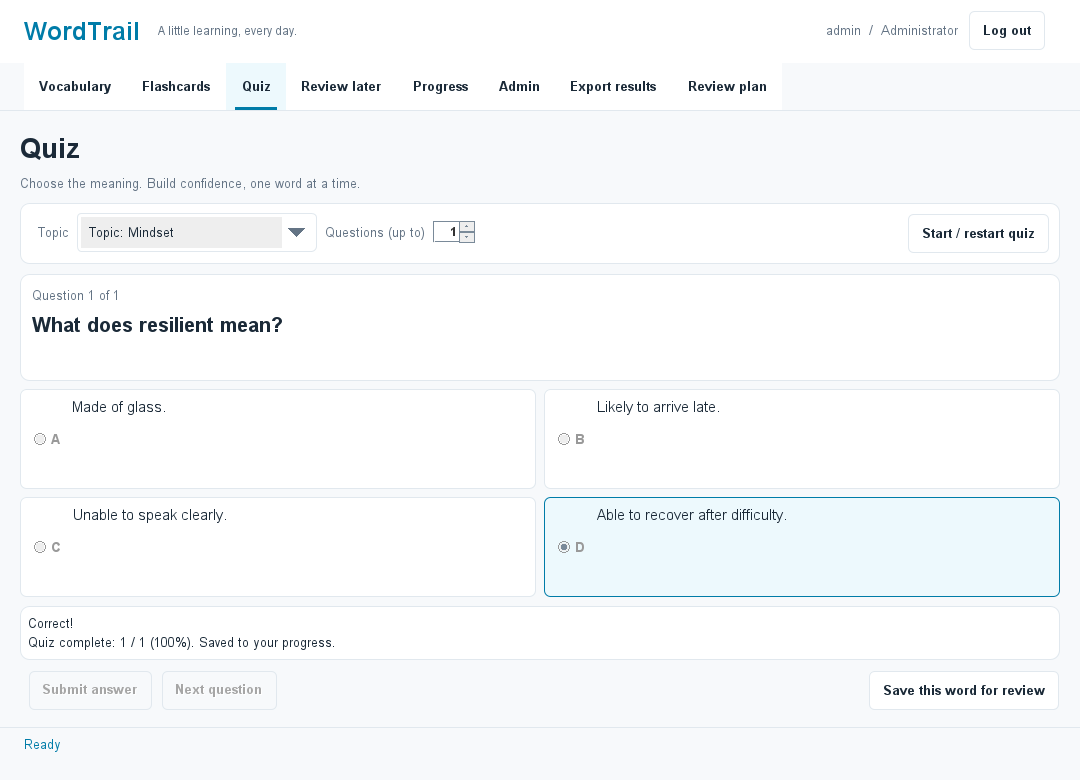 WordTrail A little learning, every day. admin / Administrator Log out
Vocabulary Flashcards Quiz Review later Progress Admin Export results Review plan
Quiz
Choose the meaning. Build confidence, one word at a time.
Topic Topic: Mindset Questions (up to) 1 Start / restart quiz
Question 1 of 1
What does resilient mean?
Made of glass.
A
Likely to arrive late.
B
Unable to speak clearly.
C
Able to recover after difficulty.
D
Correct!
Quiz complete: 1 / 1 (100%). Saved to your progress.
Submit answer Next question Save this word for review
Ready